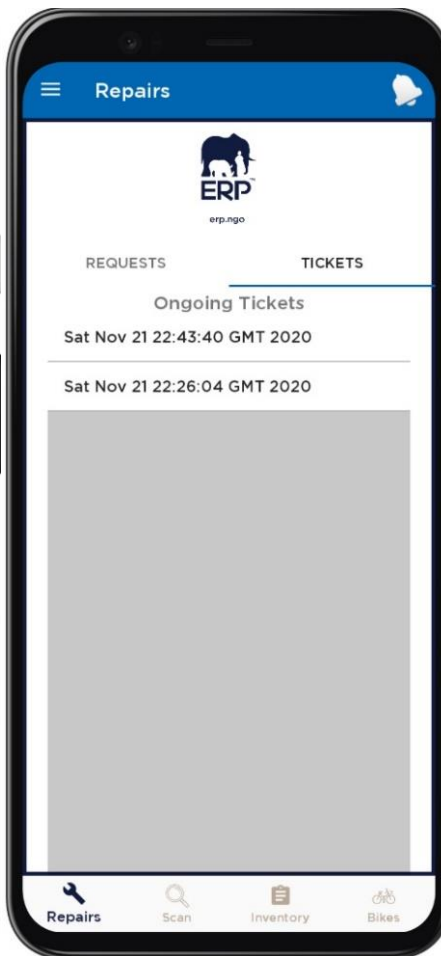 Repairs
ERP™
erp.ngo
REQUESTS TICKETS
Ongoing Tickets
Sat Nov 21 22:43:40 GMT 2020
Sat Nov 21 22:26:04 GMT 2020
Repairs Scan Inventory Bikes